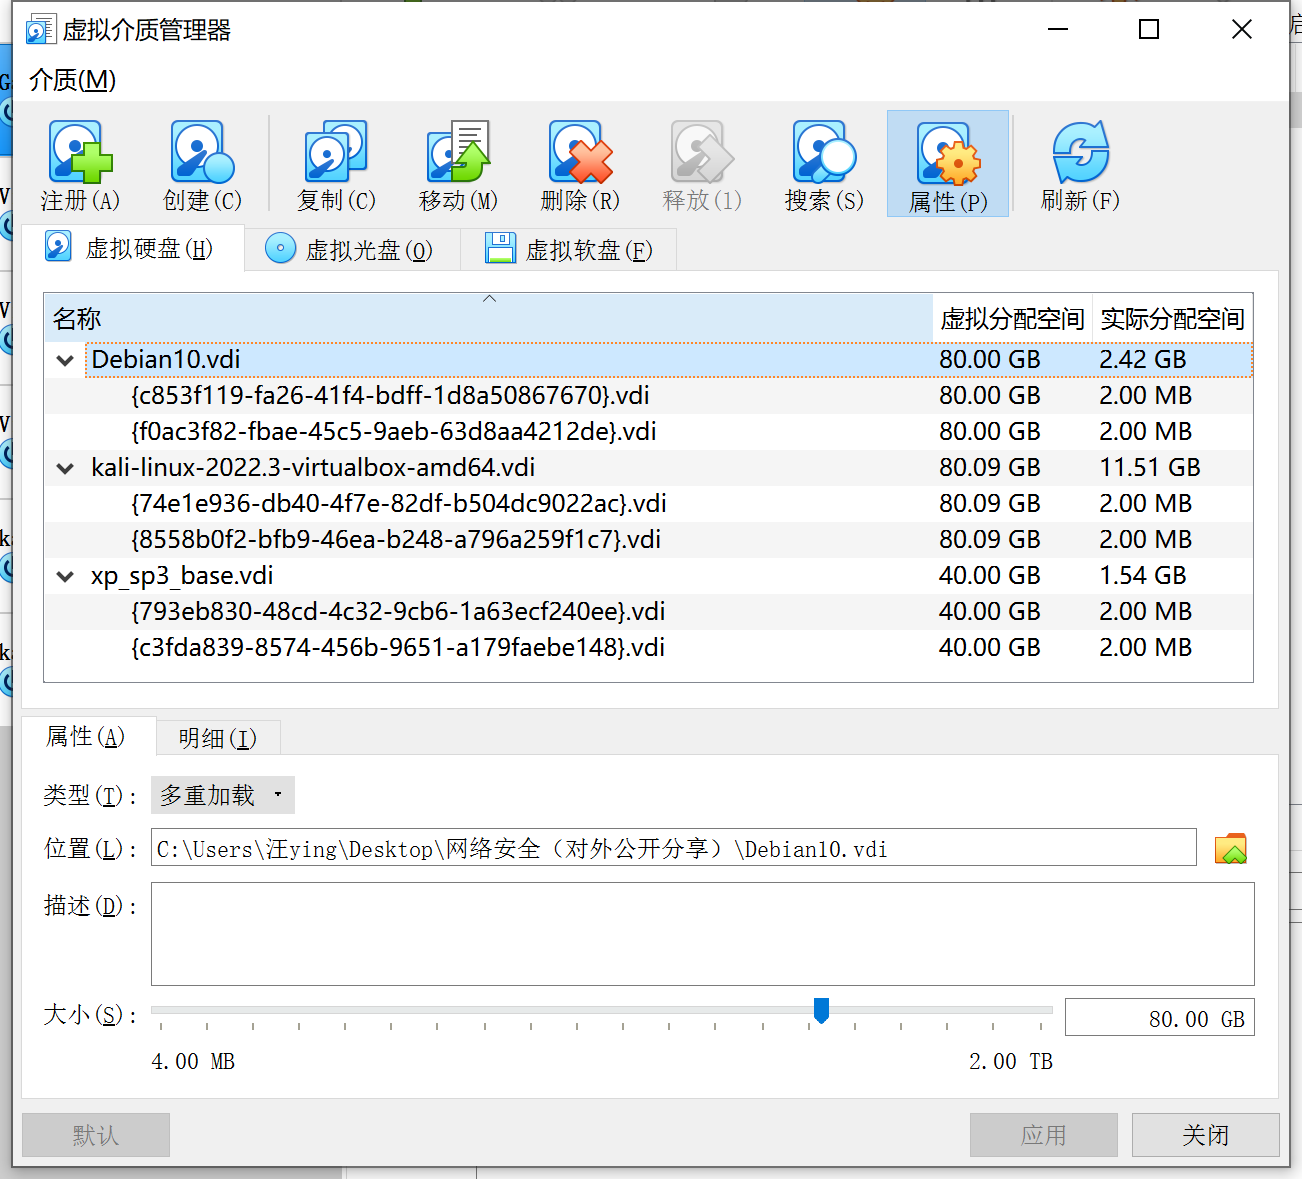 虚拟介质管理器
介质(M)
注册(A) 创建(C) 复制(C) 移动(M) 删除(R) 释放(l) 搜索(S) 属性(P) 刷新(F)
虚拟硬盘(H) 虚拟光盘(O) 虚拟软盘(F)
名称 虚拟分配空间 实际分配空间
Debian10.vdi 80.00 GB 2.42 GB
{c853f119-fa26-41f4-bdff-1d8a50867670}.vdi 80.00 GB 2.00 MB
{f0ac3f82-fbae-45c5-9aeb-63d8aa4212de}.vdi 80.00 GB 2.00 MB
kali-linux-2022.3-virtualbox-amd64.vdi 80.09 GB 11.51 GB
{74e1e936-db40-4f7e-82df-b504dc9022ac}.vdi 80.09 GB 2.00 MB
{8558b0f2-bfb9-46ea-b248-a796a259f1c7}.vdi 80.09 GB 2.00 MB
xp_sp3_base.vdi 40.00 GB 1.54 GB
{793eb830-48cd-4c32-9cb6-1a63ecf240ee}.vdi 40.00 GB 2.00 MB
{c3fda839-8574-456b-9651-a179faebe148}.vdi 40.00 GB 2.00 MB
属性(A) 明细(I)
类型(T): 多重加载
位置(L): C:\Users\汪ying\Desktop\网络安全（对外公开分享）\Debian10.vdi
描述(D):
大小(S): 80.00 GB
4.00 MB 2.00 TB
默认 应用 关闭